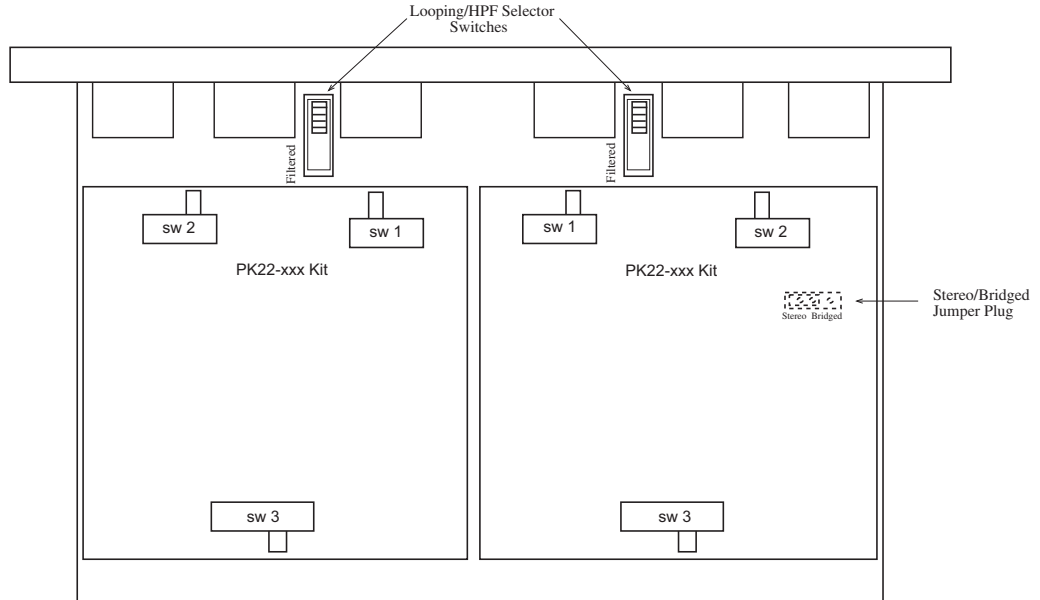 Looping/HPF Selector
Switches
Filtered
Filtered
sw 2
sw 1
sw 1
sw 2
PK22-xxx Kit
PK22-xxx Kit
Stereo/Bridged
Jumper Plug
Stereo Bridged
sw 3
sw 3